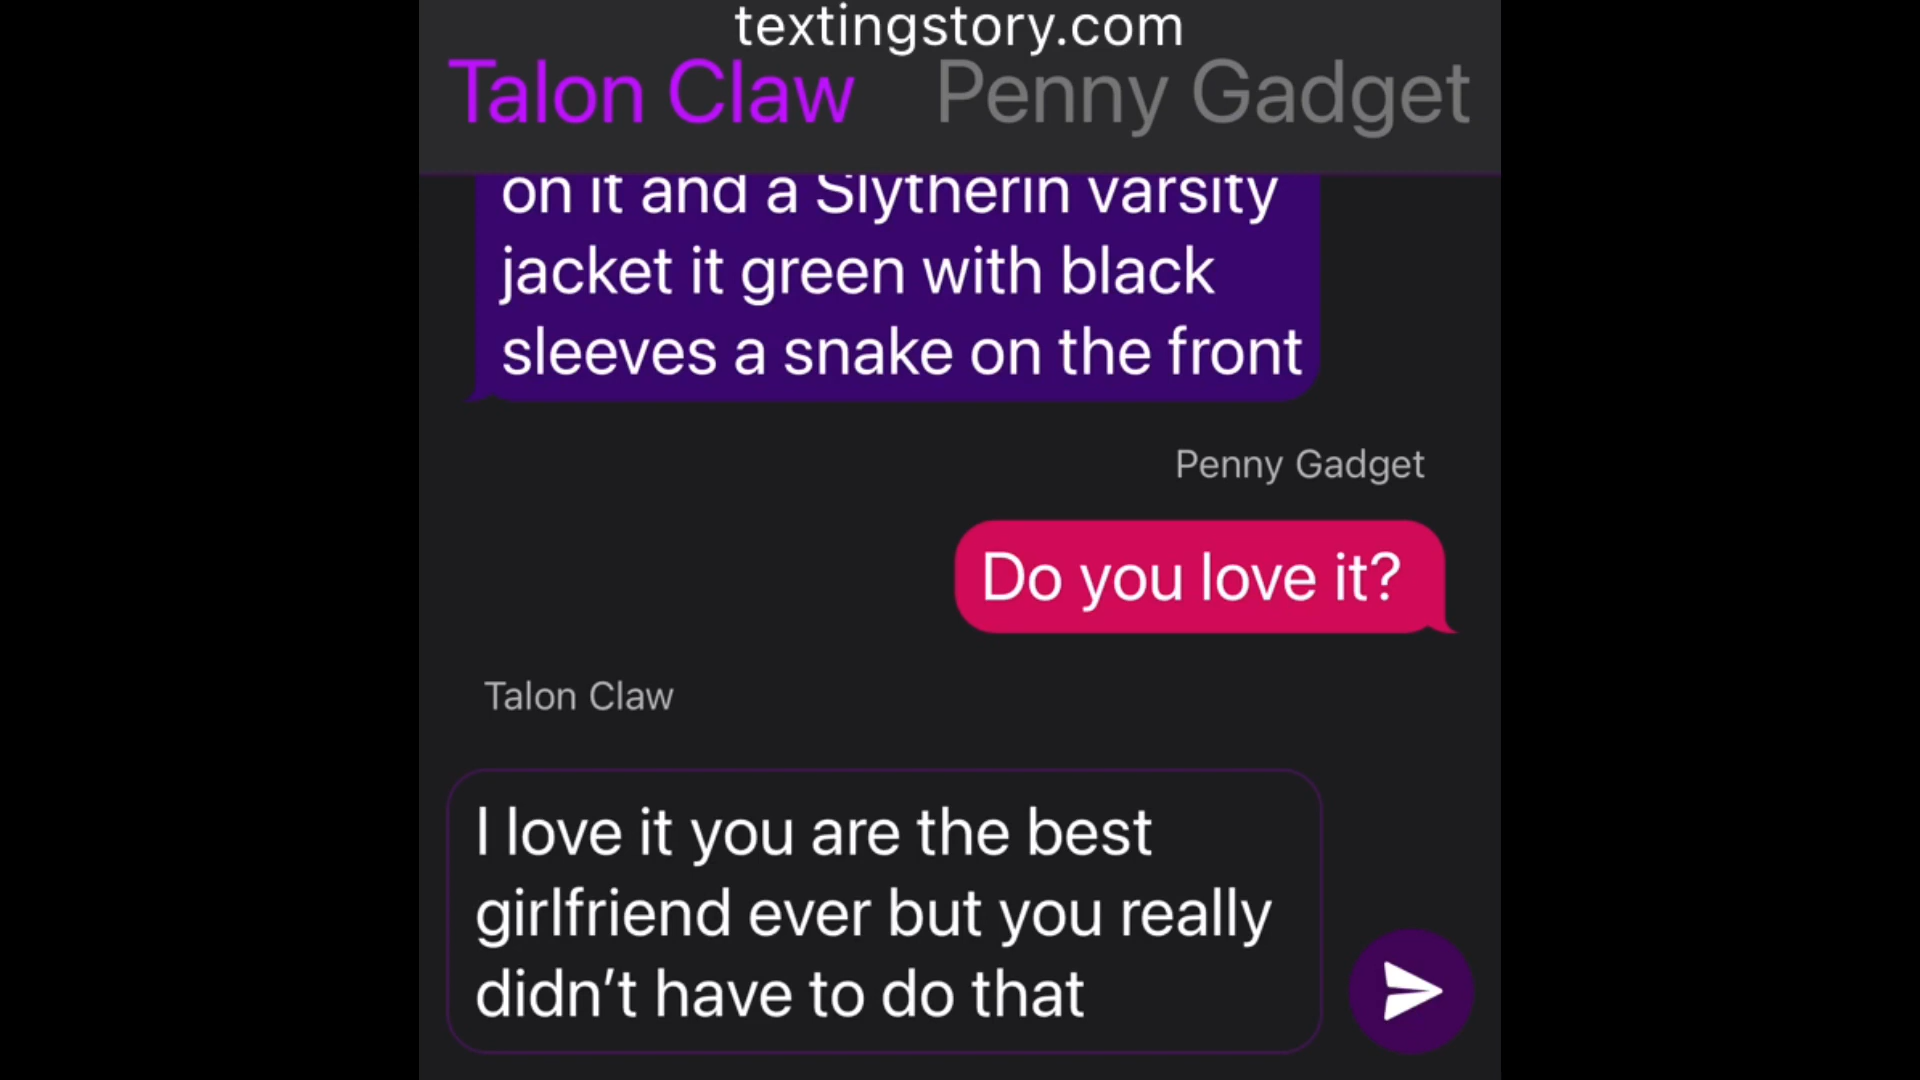 textingstory.com
Talon Claw Penny Gadget
on it and a Slytherin varsity
jacket it green with black
sleeves a snake on the front
Penny Gadget
Do you love it?
Talon Claw
I love it you are the best
girlfriend ever but you really
didn’t have to do that